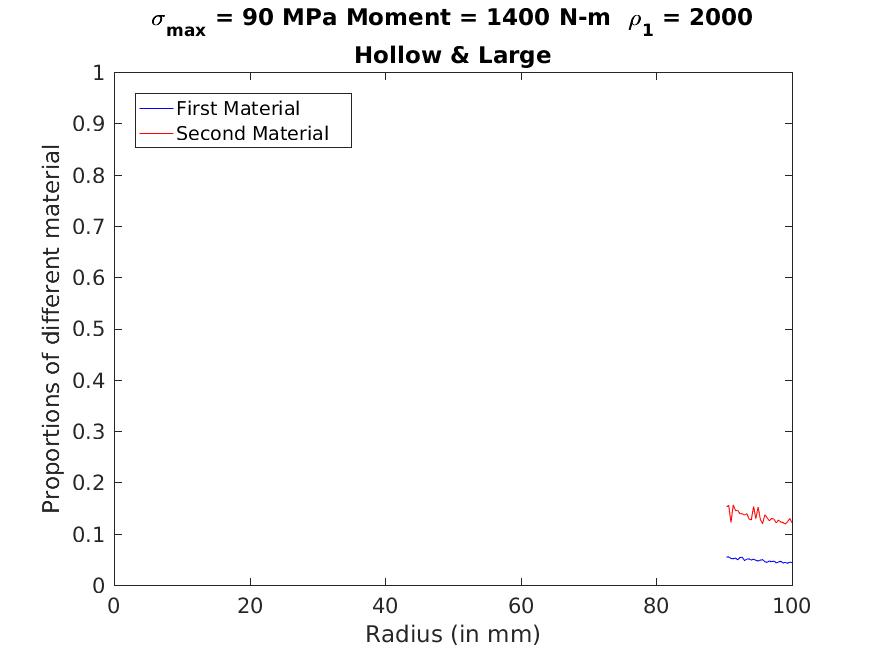 σmax = 90 MPa Moment = 1400 N-m ρ1 = 2000
Hollow & Large
First Material
Second Material
Proportions of different material
1
0.9
0.8
0.7
0.6
0.5
0.4
0.3
0.2
0.1
0
0 20 40 60 80 100
Radius (in mm)